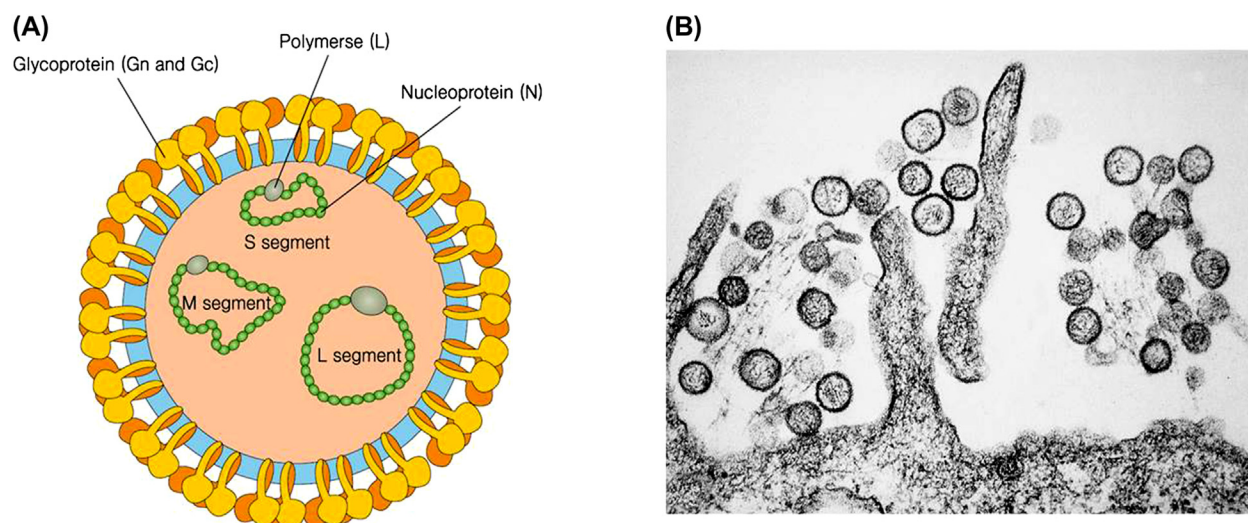 (A)
Polymerse (L)
Glycoprotein (Gn and Gc)
Nucleoprotein (N)
S segment
M segment
L segment
(B)